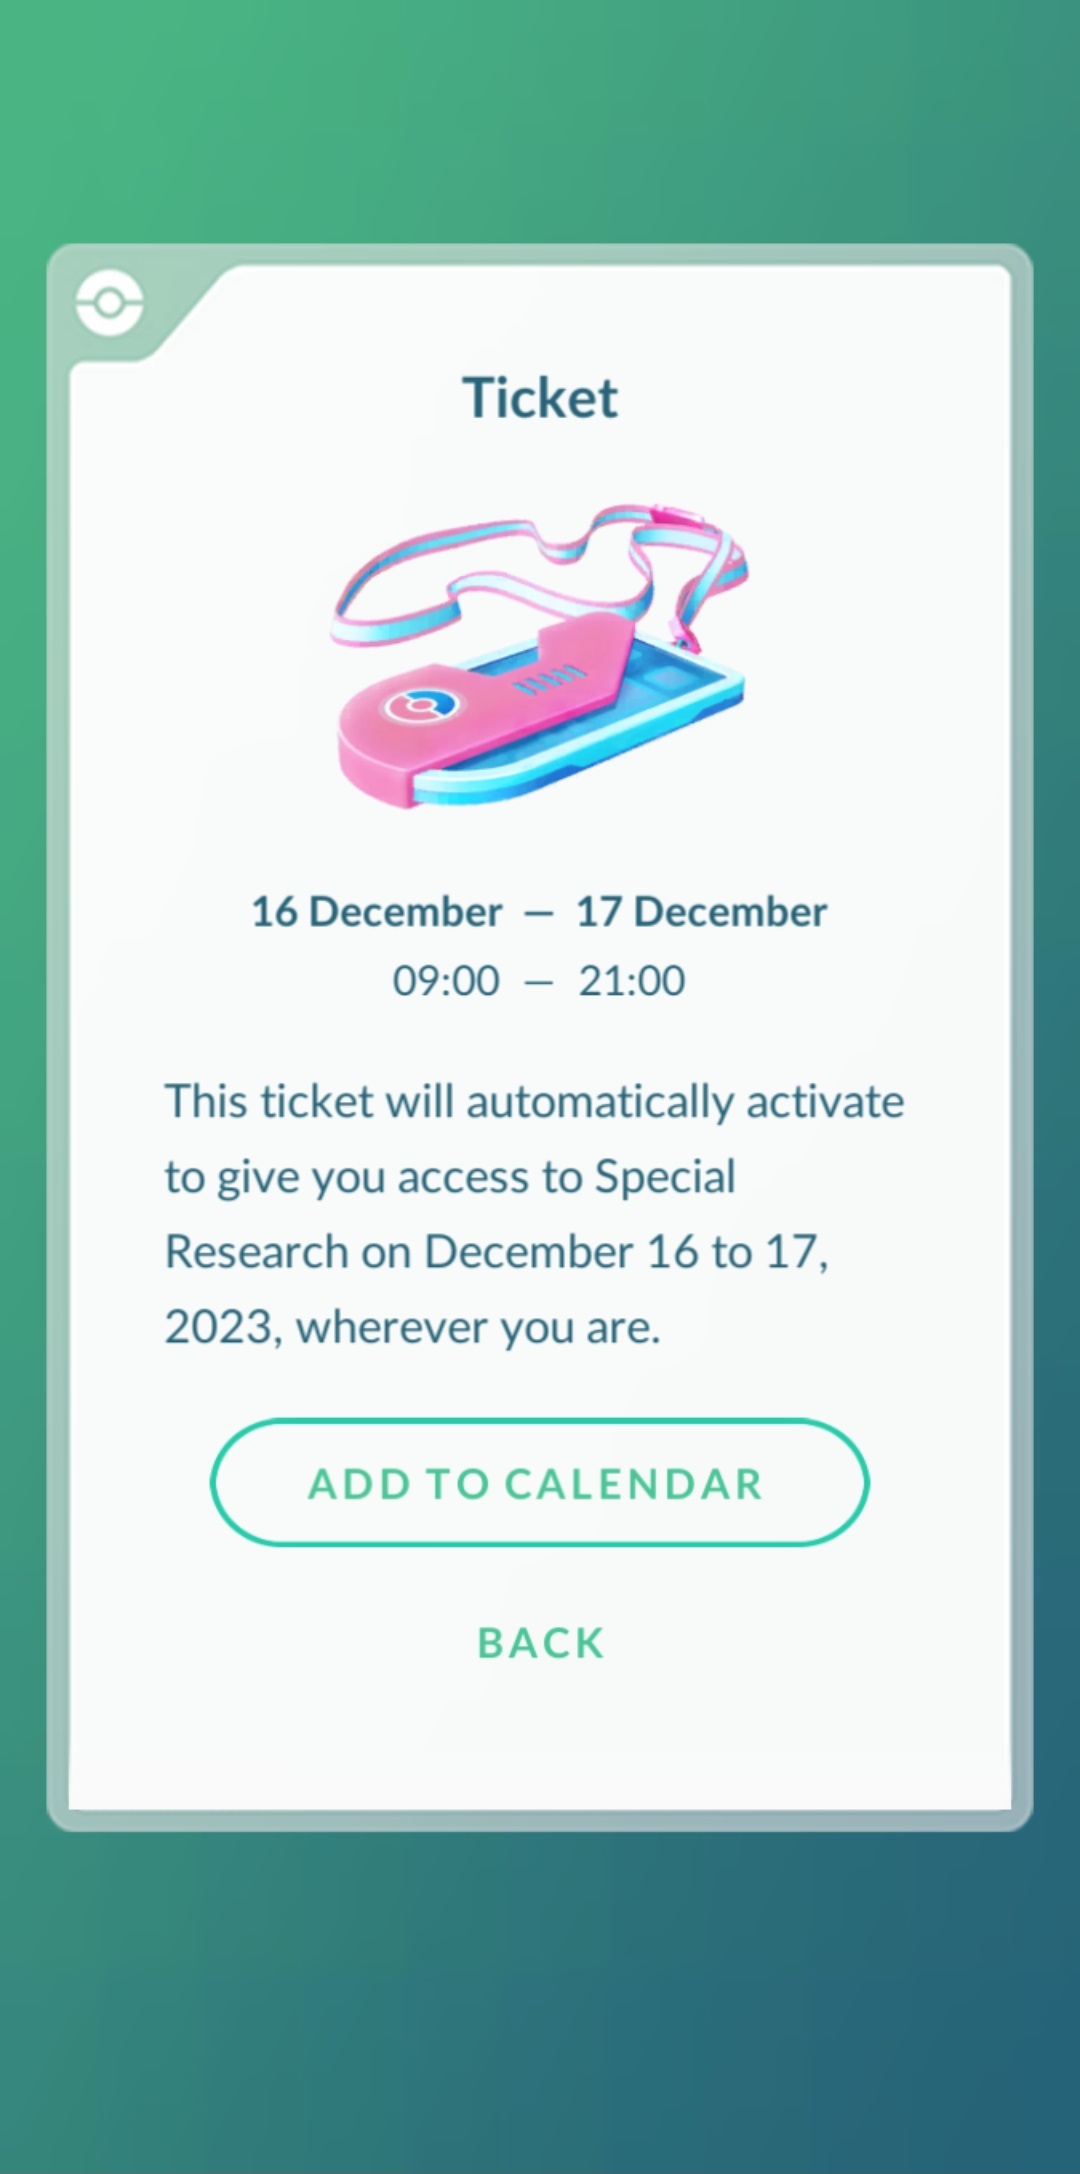 Ticket
16 December — 17 December
09:00 — 21:00
This ticket will automatically activate
to give you access to Special
Research on December 16 to 17,
2023, wherever you are.
ADD TO CALENDAR
BACK